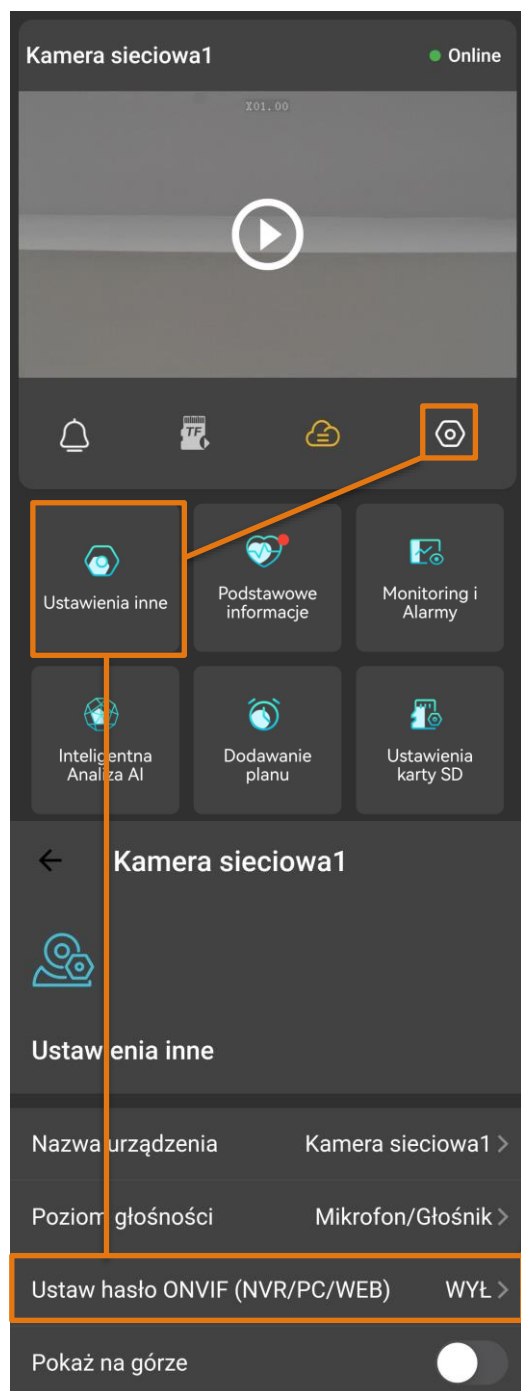 Kamera sieciowa1
Online
X01.00
TF
Ustawienia inne
Podstawowe
informacje
Monitoring i
Alarmy
Inteligentna
Analiza AI
Dodawanie
planu
Ustawienia
karty SD
Kamera sieciowa1
Ustawienia inne
Nazwa urządzenia Kamera sieciowa1
Poziom głośności Mikrofon/Głośnik
Ustaw hasło ONVIF (NVR/PC/WEB) WYŁ
Pokaż na górze